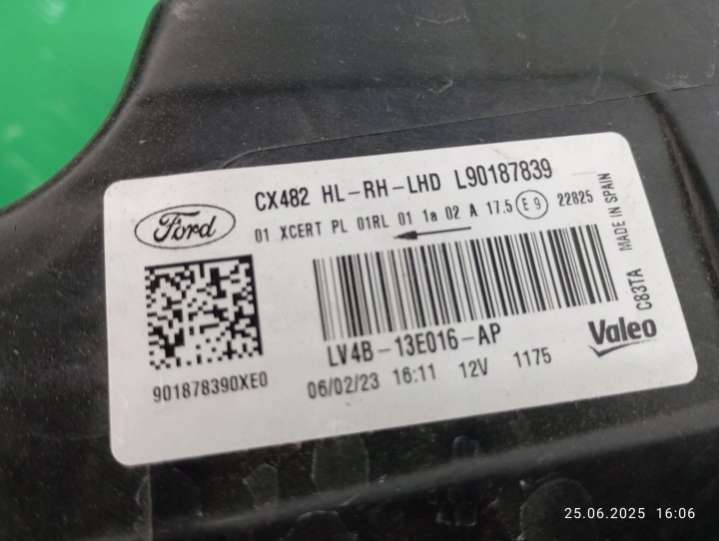 Ford
CX482 HL-RH-LHD L90187839
01 XCERT PL 01RL 01 1a 02 A 17.5 E9 22825
MADE IN SPAIN
C83TA
LV4B-13E016-AP
Valeo
901878390XE0
06/02/23 16:11 12V 1175
25.06.2025 16:06